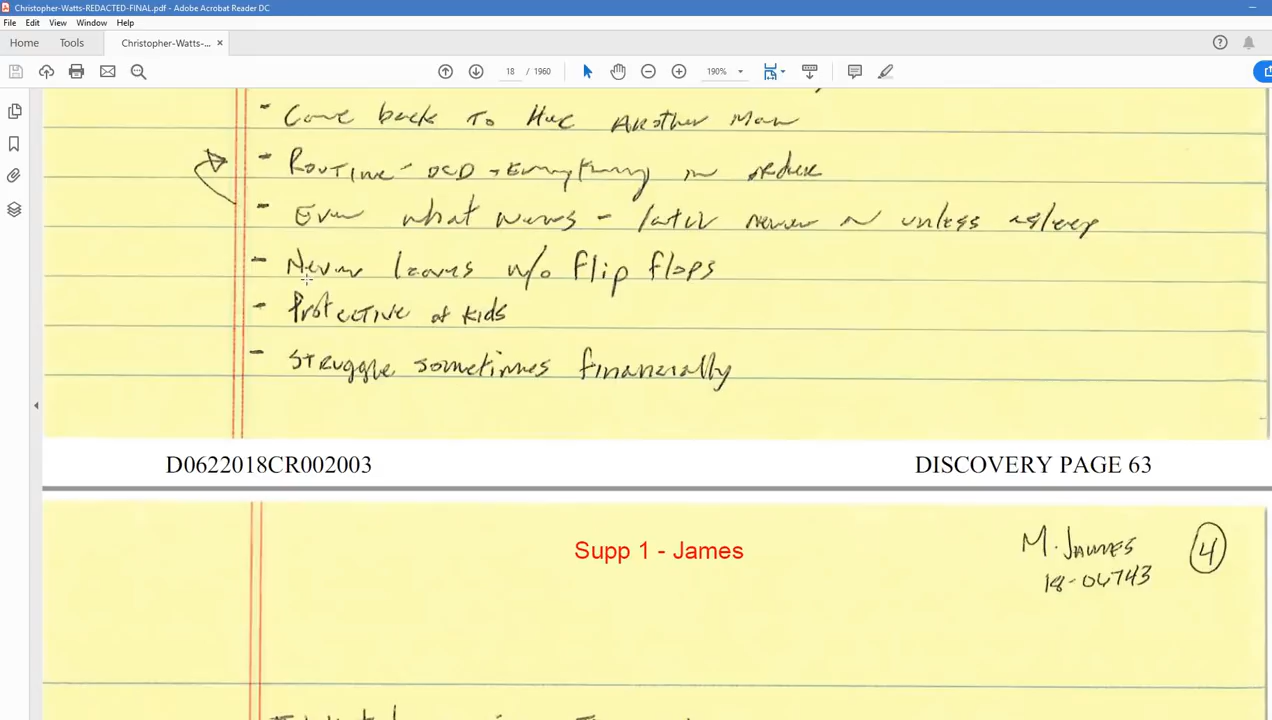 Christopher-Watts-REDACTED-FINAL.pdf - Adobe Acrobat Reader DC
File Edit View Window Help
Home Tools Christopher-Watts-... ×
18 / 1960 190%
- Come back to Hue Another Man
- Routine - OCD → Everything in order
- Even what wears - later never unless asleep
- Never leaves w/o flip flops
- Protective of kids
- Struggle sometimes financially
D0622018CR002003 DISCOVERY PAGE 63
Supp 1 - James
M. James 4
18-06743